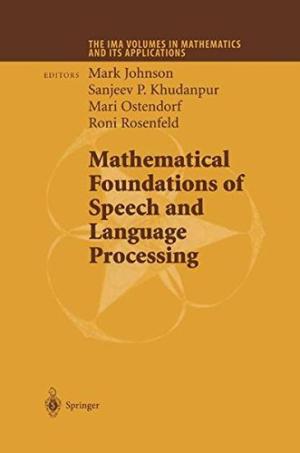 THE IMA VOLUMES IN MATHEMATICS
AND ITS APPLICATIONS
EDITORS Mark Johnson
Sanjeev P. Khudanpur
Mari Ostendorf
Roni Rosenfeld
Mathematical
Foundations of
Speech and
Language
Processing
Springer